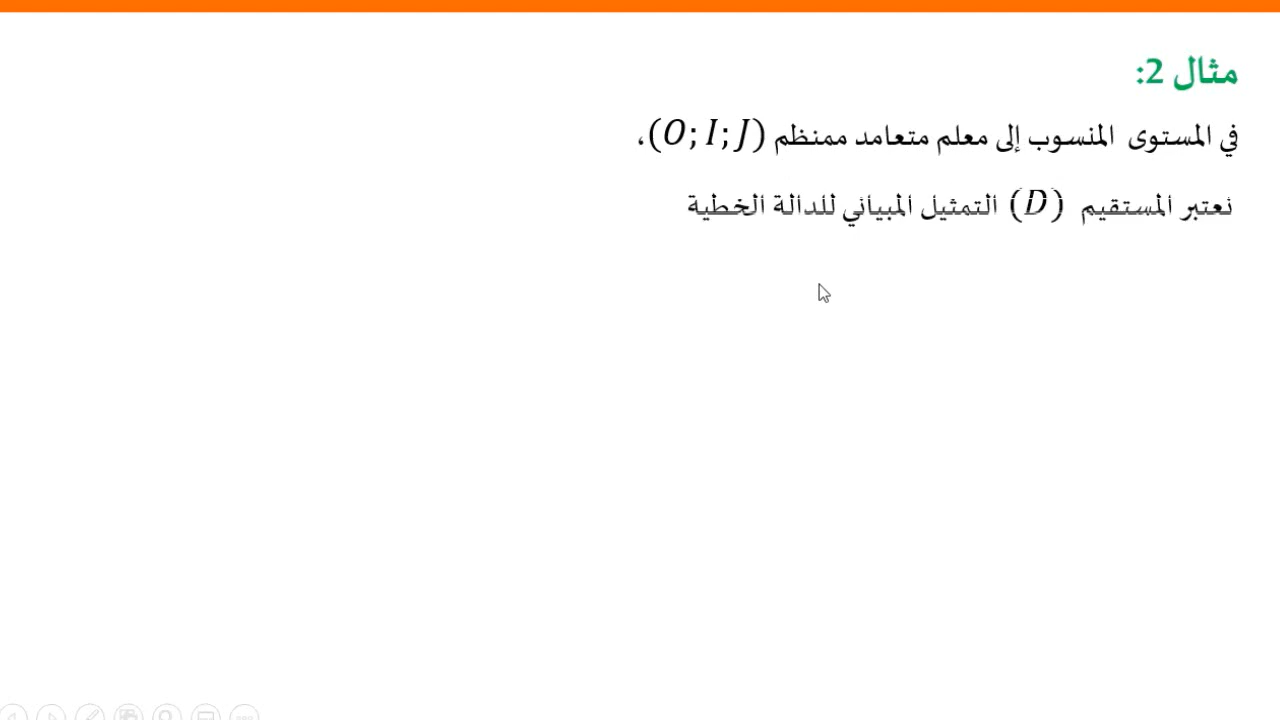 مثال 2:
في المستوى المنسوب إلى معلم متعامد ممنظم (O; I; J)،
نعتبر المستقيم (D) التمثيل المبياني للدالة الخطية